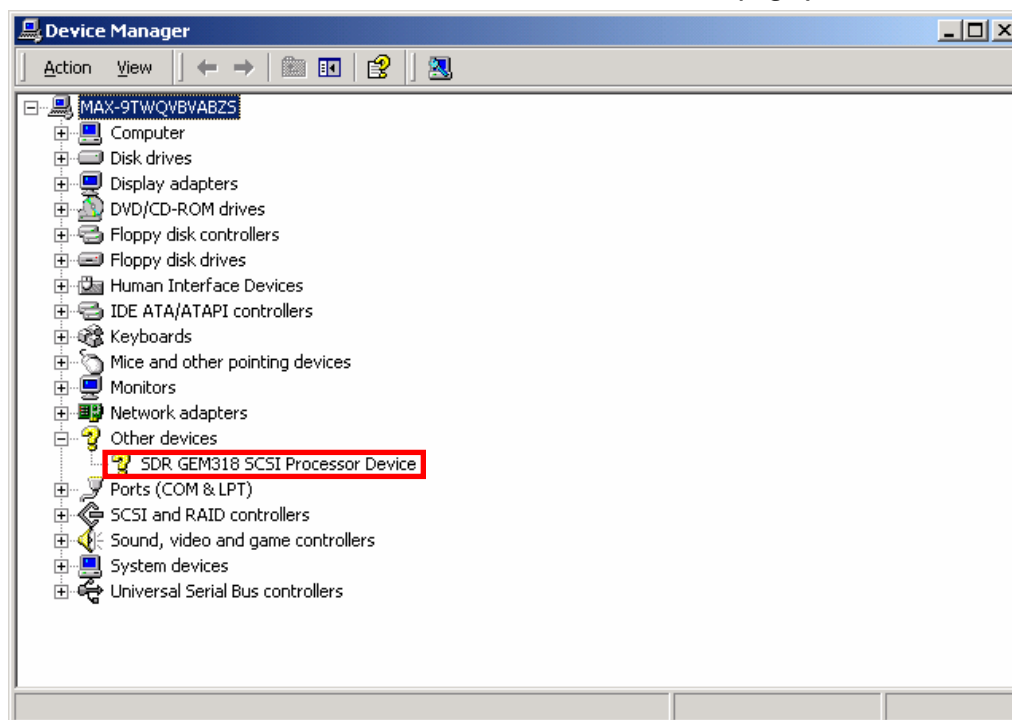 Device Manager
Action View
MAX-9TWQVBVABZS
Computer
Disk drives
Display adapters
DVD/CD-ROM drives
Floppy disk controllers
Floppy disk drives
Human Interface Devices
IDE ATA/ATAPI controllers
Keyboards
Mice and other pointing devices
Monitors
Network adapters
Other devices
SDR GEM318 SCSI Processor Device
Ports (COM & LPT)
SCSI and RAID controllers
Sound, video and game controllers
System devices
Universal Serial Bus controllers